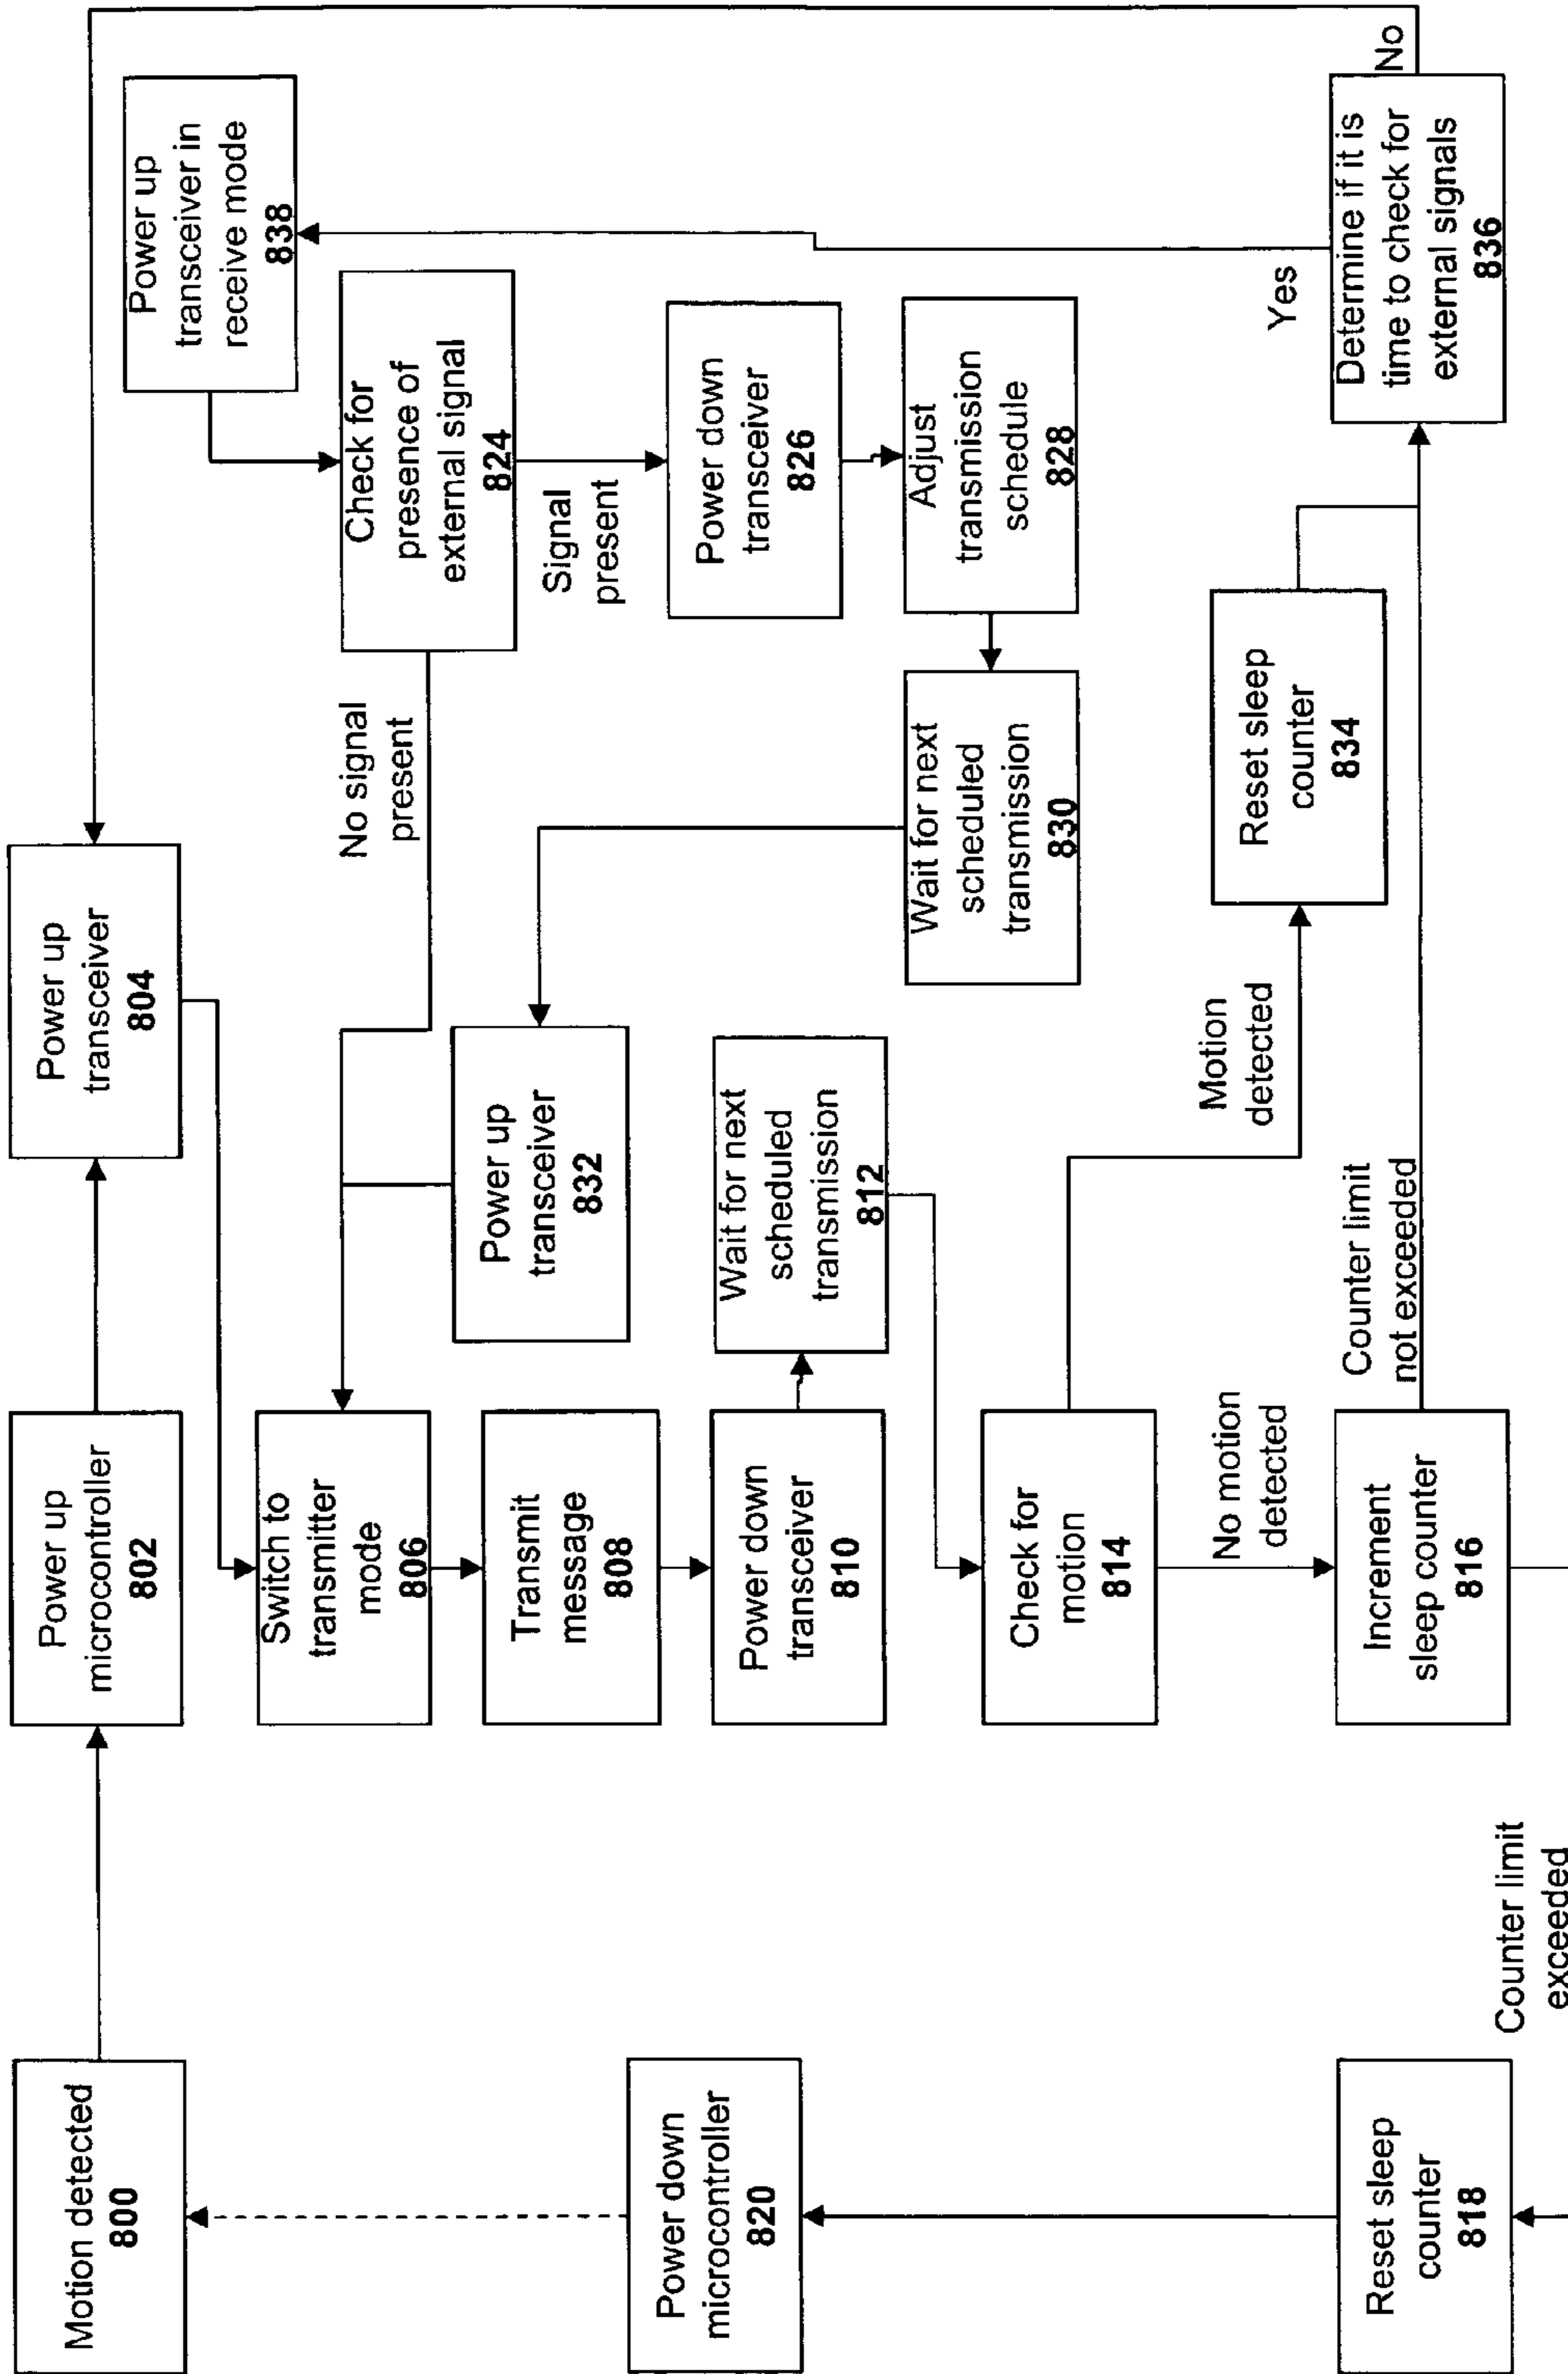 Motion detected
800
Power up
microcontroller
802
Power up
transceiver
804
Power up
transceiver in
receive mode
838
Switch to
transmitter
mode
806
No signal
present
Check for
presence of
external signal
824
Transmit
message
808
Power up
transceiver
832
Signal
present
Power down
microcontroller
820
Power down
transceiver
810
Wait for next
scheduled
transmission
812
Power down
transceiver
826
Wait for next
scheduled
transmission
830
Adjust
transmission
schedule
828
Check for
motion
814
Motion
detected
Reset sleep
counter
834
No motion
detected
Yes
Reset sleep
counter
818
Increment
sleep counter
816
Counter limit
not exceeded
Determine if it is
time to check for
external signals
836
No
Counter limit
exceeded